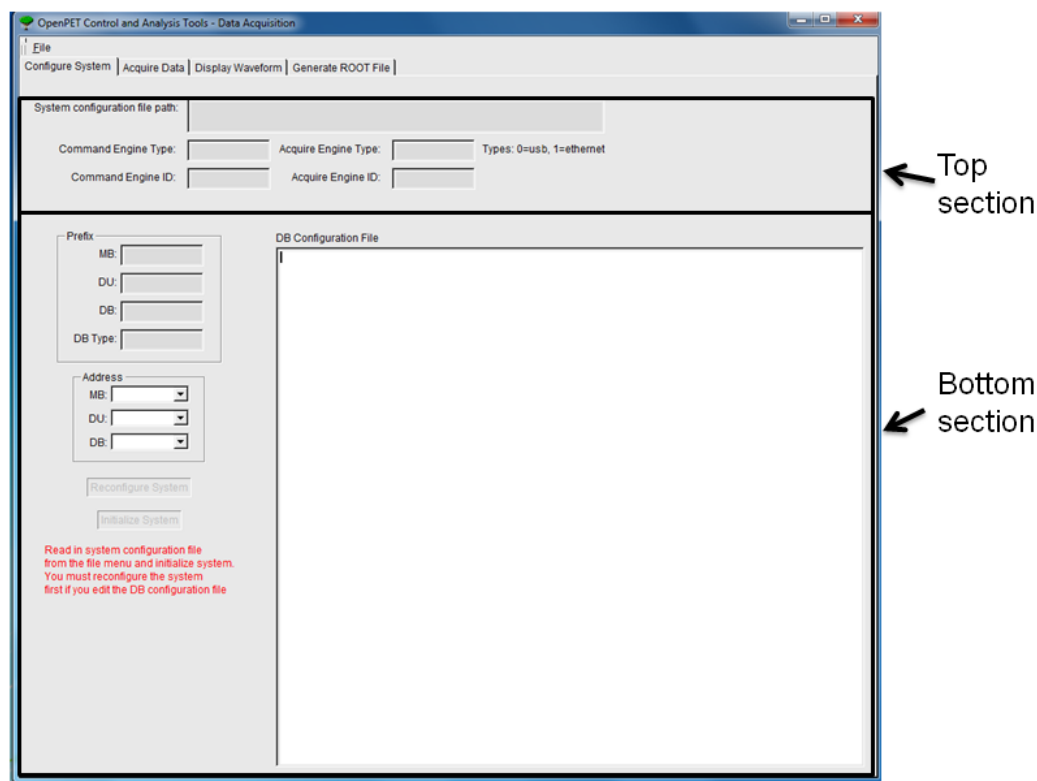 OpenPET Control and Analysis Tools - Data Acquisition
File
Configure System Acquire Data Display Waveform Generate ROOT File
System configuration file path:
Command Engine Type: Acquire Engine Type: Types: 0=usb, 1=ethernet
Command Engine ID: Acquire Engine ID:
Top
section
Prefix
MB:
DU:
DB:
DB Type:
Address
MB:
DU:
DB:
Reconfigure System
Initialize System
Read in system configuration file
from the file menu and initialize system.
You must reconfigure the system
first if you edit the DB configuration file
DB Configuration File
Bottom
section